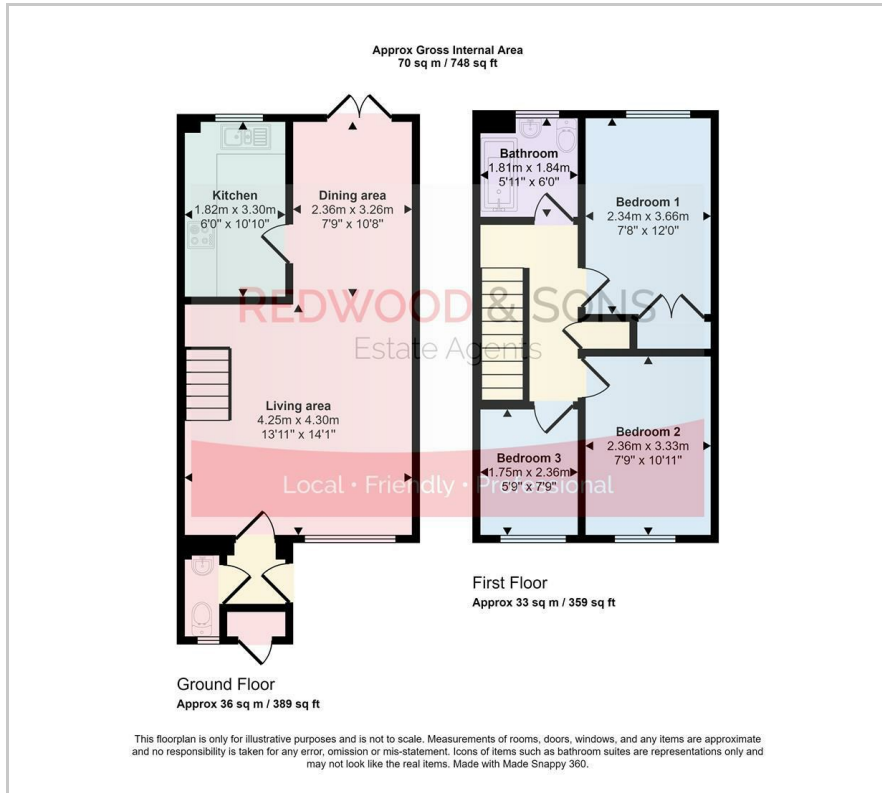 Approx Gross Internal Area
70 sq m / 748 sq ft
Kitchen
1.82m x 3.30m
6'0" x 10'10"
Dining area
2.36m x 3.26m
7'9" x 10'8"
Living area
4.25m x 4.30m
13'11" x 14'1"
Ground Floor
Approx 36 sq m / 389 sq ft
Bathroom
1.81m x 1.84m
5'11" x 6'0"
Bedroom 1
2.34m x 3.66m
7'8" x 12'0"
Bedroom 2
2.36m x 3.33m
7'9" x 10'11"
Bedroom 3
1.75m x 2.36m
5'9" x 7'9"
First Floor
Approx 33 sq m / 359 sq ft
REDWOOD & SONS
Estate Agents
Local • Friendly • Professional
This floorplan is only for illustrative purposes and is not to scale. Measurements of rooms, doors, windows, and any items are approximate
and no responsibility is taken for any error, omission or mis-statement. Icons of items such as bathroom suites are representations only and
may not look like the real items. Made with Made Snappy 360.